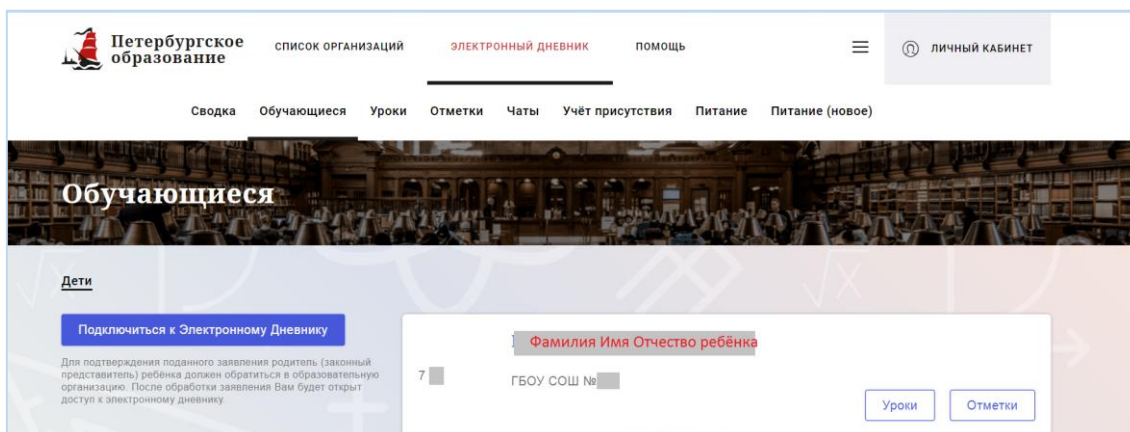 Петербургское
образование
СПИСОК ОРГАНИЗАЦИЙ ЭЛЕКТРОННЫЙ ДНЕВНИК ПОМОЩЬ ЛИЧНЫЙ КАБИНЕТ
Сводка Обучающиеся Уроки Отметки Чаты Учёт присутствия Питание Питание (новое)
Обучающиеся
Дети
Подключиться к Электронному Дневнику
Для подтверждения поданного заявления родитель (законный
представитель) ребёнка должен обратиться в образовательную
организацию. После обработки заявления Вам будет открыт
доступ к электронному дневнику.
Фамилия Имя Отчество ребёнка
7
ГБОУ СОШ №
Уроки Отметки